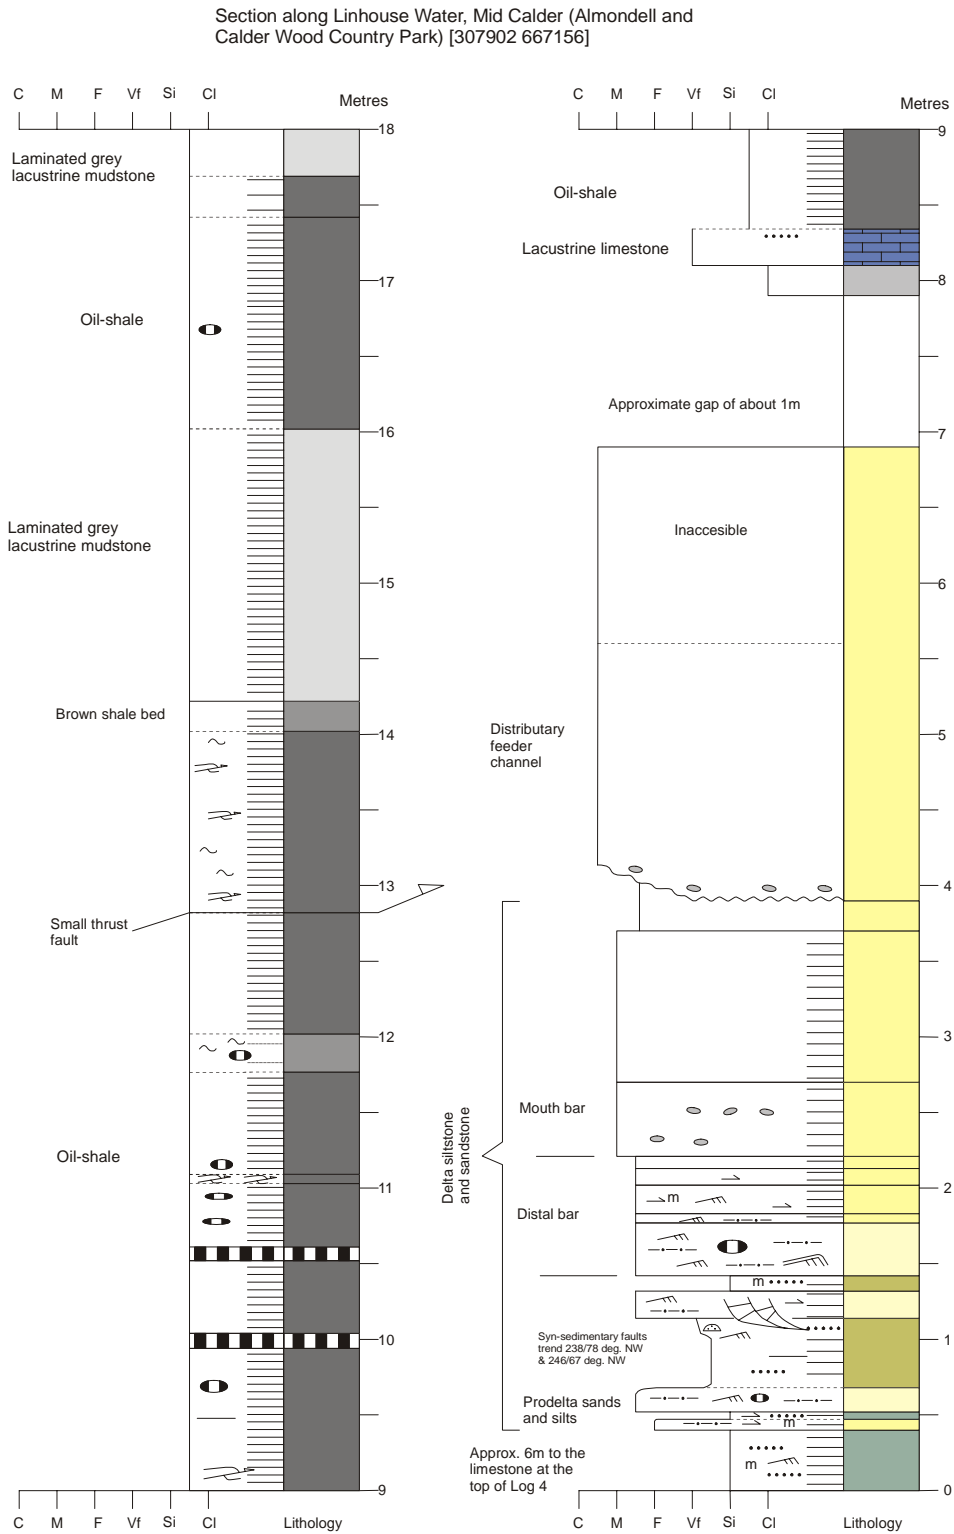 Section along Linhouse Water, Mid Calder (Almondell and
Calder Wood Country Park) [307902 667156]
C M F Vf Si Cl
Metres
18
Laminated grey
lacustrine mudstone
17
Oil-shale
16
Laminated grey
lacustrine mudstone
15
Brown shale bed
14
13
Small thrust
fault
12
Oil-shale
11
10
9
C M F Vf Si Cl Lithology
C M F Vf Si Cl
Metres
9
Oil-shale
Lacustrine limestone
8
Approximate gap of about 1m
7
Inaccesible
6
Distributary
feeder
channel
5
4
3
Delta siltstone
and sandstone
Mouth bar
2
m
Distal bar
m
Syn-sedimentary faults
trend 238/78 deg. NW
& 246/67 deg. NW
1
Prodelta sands
and silts
m
Approx. 6m to the
limestone at the
top of Log 4
m
0
C M F Vf Si Cl Lithology